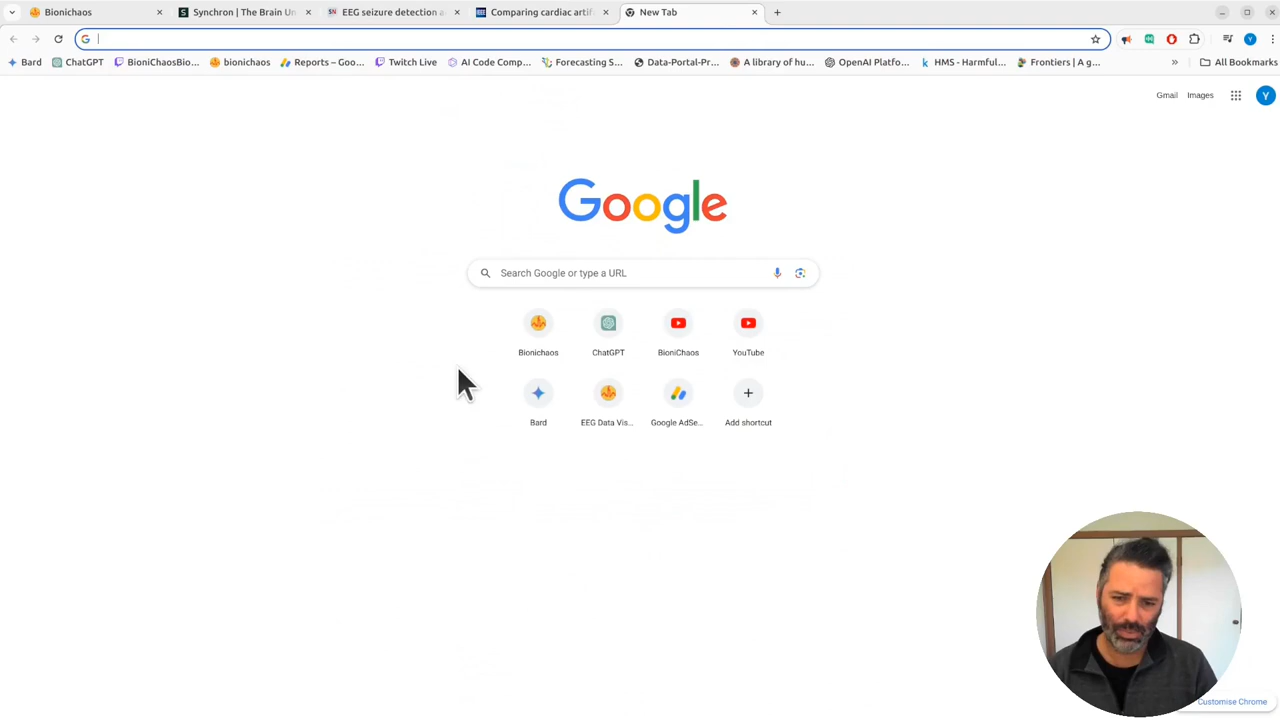 Bionichaos
Synchron | The Brain Un
EEG seizure detection a
Comparing cardiac artif
New Tab
Bard
ChatGPT
BioniChaosBio...
bionichaos
Reports – Goo...
Twitch Live
AI Code Comp...
Forecasting S...
Data-Portal-Pr...
A library of hu...
OpenAI Platfo...
HMS - Harmful...
Frontiers | A g...
»
All Bookmarks
Gmail
Images
Y
Google
Search Google or type a URL
Bionichaos
ChatGPT
BioniChaos
YouTube
Bard
EEG Data Vis...
Google AdSe...
Add shortcut
Customise Chrome